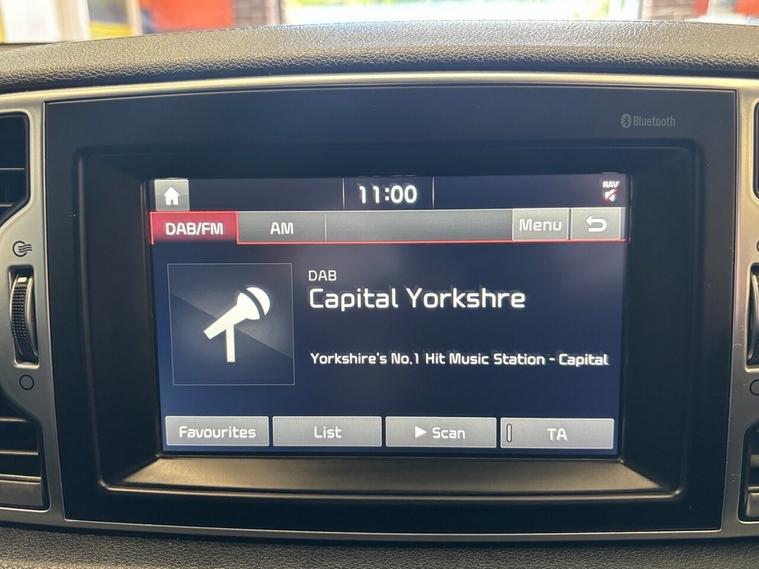 Bluetooth
11:00
NAV
DAB/FM AM Menu
DAB
Capital Yorkshre
Yorkshire's No.1 Hit Music Station - Capital
Favourites List Scan TA